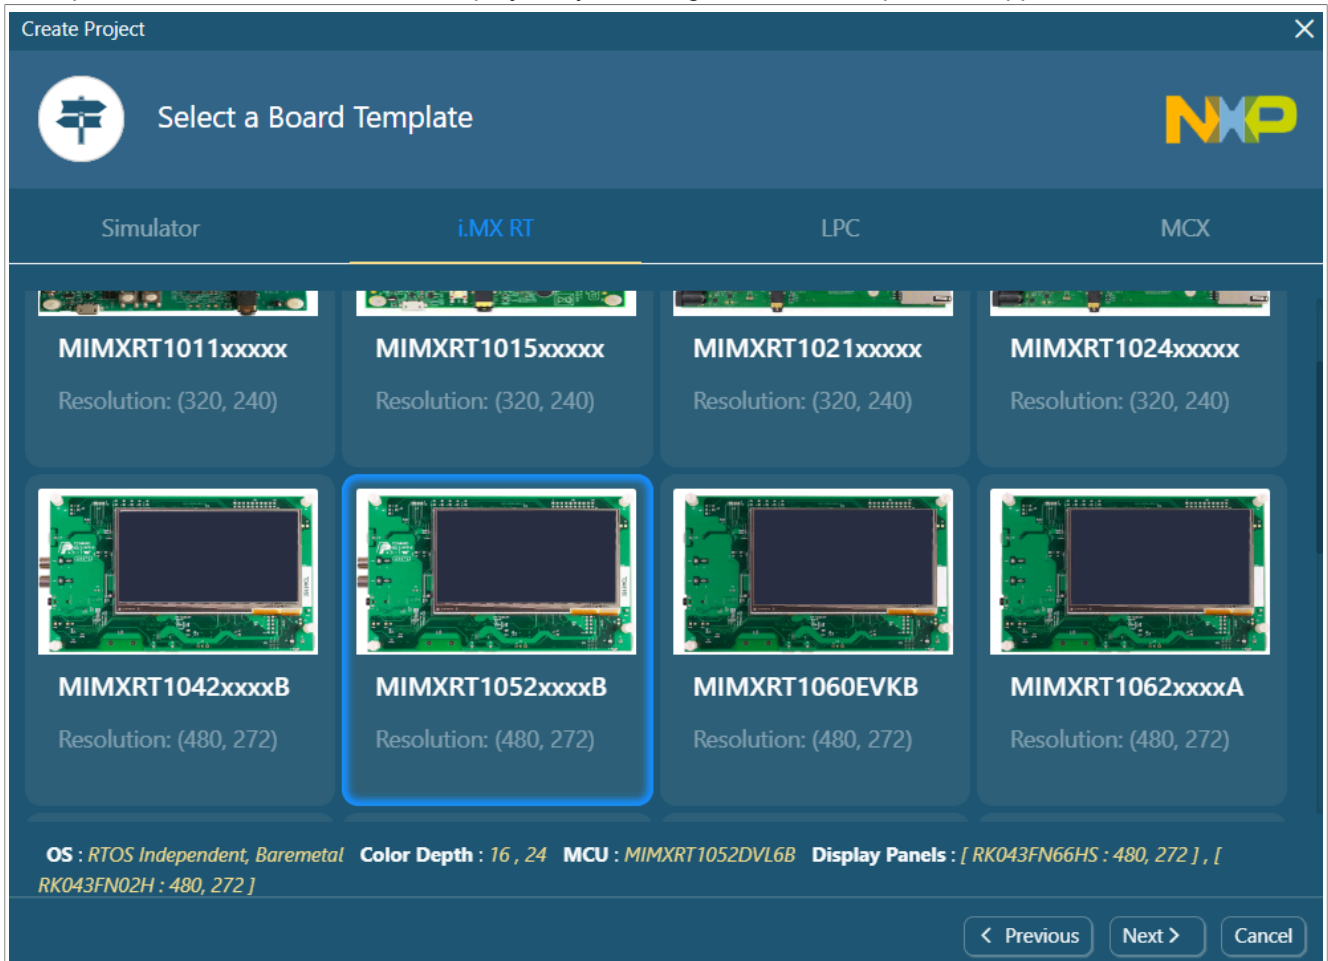 Create Project
Select a Board Template
NXP
Simulator i.MX RT LPC MCX
MIMXRT1011xxxxx MIMXRT1015xxxxx MIMXRT1021xxxxx MIMXRT1024xxxxx
Resolution: (320, 240) Resolution: (320, 240) Resolution: (320, 240) Resolution: (320, 240)
MIMXRT1042xxxxB MIMXRT1052xxxxB MIMXRT1060EVKB MIMXRT1062xxxxA
Resolution: (480, 272) Resolution: (480, 272) Resolution: (480, 272) Resolution: (480, 272)
OS : RTOS Independent, Baremetal Color Depth : 16 , 24 MCU : MIMXRT1052DVL6B Display Panels : [ RK043FN66HS : 480, 272 ] , [
RK043FN02H : 480, 272 ]
< Previous Next > Cancel